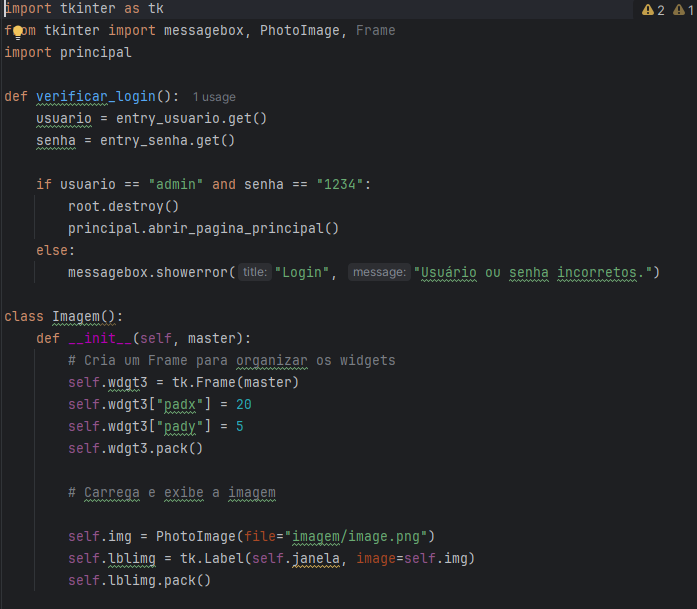 import tkinter as tk
2 1
from tkinter import messagebox, PhotoImage, Frame
import principal
def verificar_login(): 1 usage
    usuario = entry_usuario.get()
    senha = entry_senha.get()
    if usuario == "admin" and senha == "1234":
        root.destroy()
        principal.abrir_pagina_principal()
    else:
        messagebox.showerror( title: "Login", message: "Usuário ou senha incorretos.")
class Imagem():
    def __init__(self, master):
        # Cria um Frame para organizar os widgets
        self.wdgt3 = tk.Frame(master)
        self.wdgt3["padx"] = 20
        self.wdgt3["pady"] = 5
        self.wdgt3.pack()
        # Carrega e exibe a imagem
        self.img = PhotoImage(file="imagem/image.png")
        self.lblimg = tk.Label(self.janela, image=self.img)
        self.lblimg.pack()